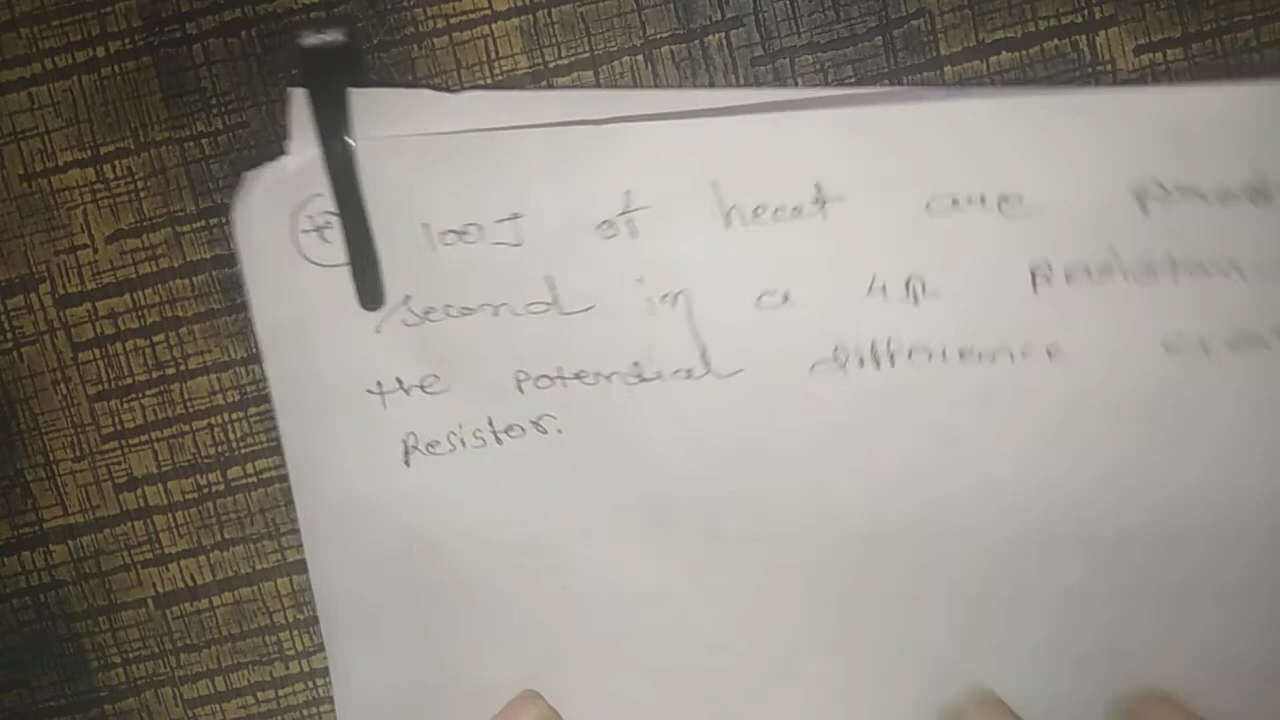 100J of heat are
second in a 4Ω
the potential difference
Resistor.